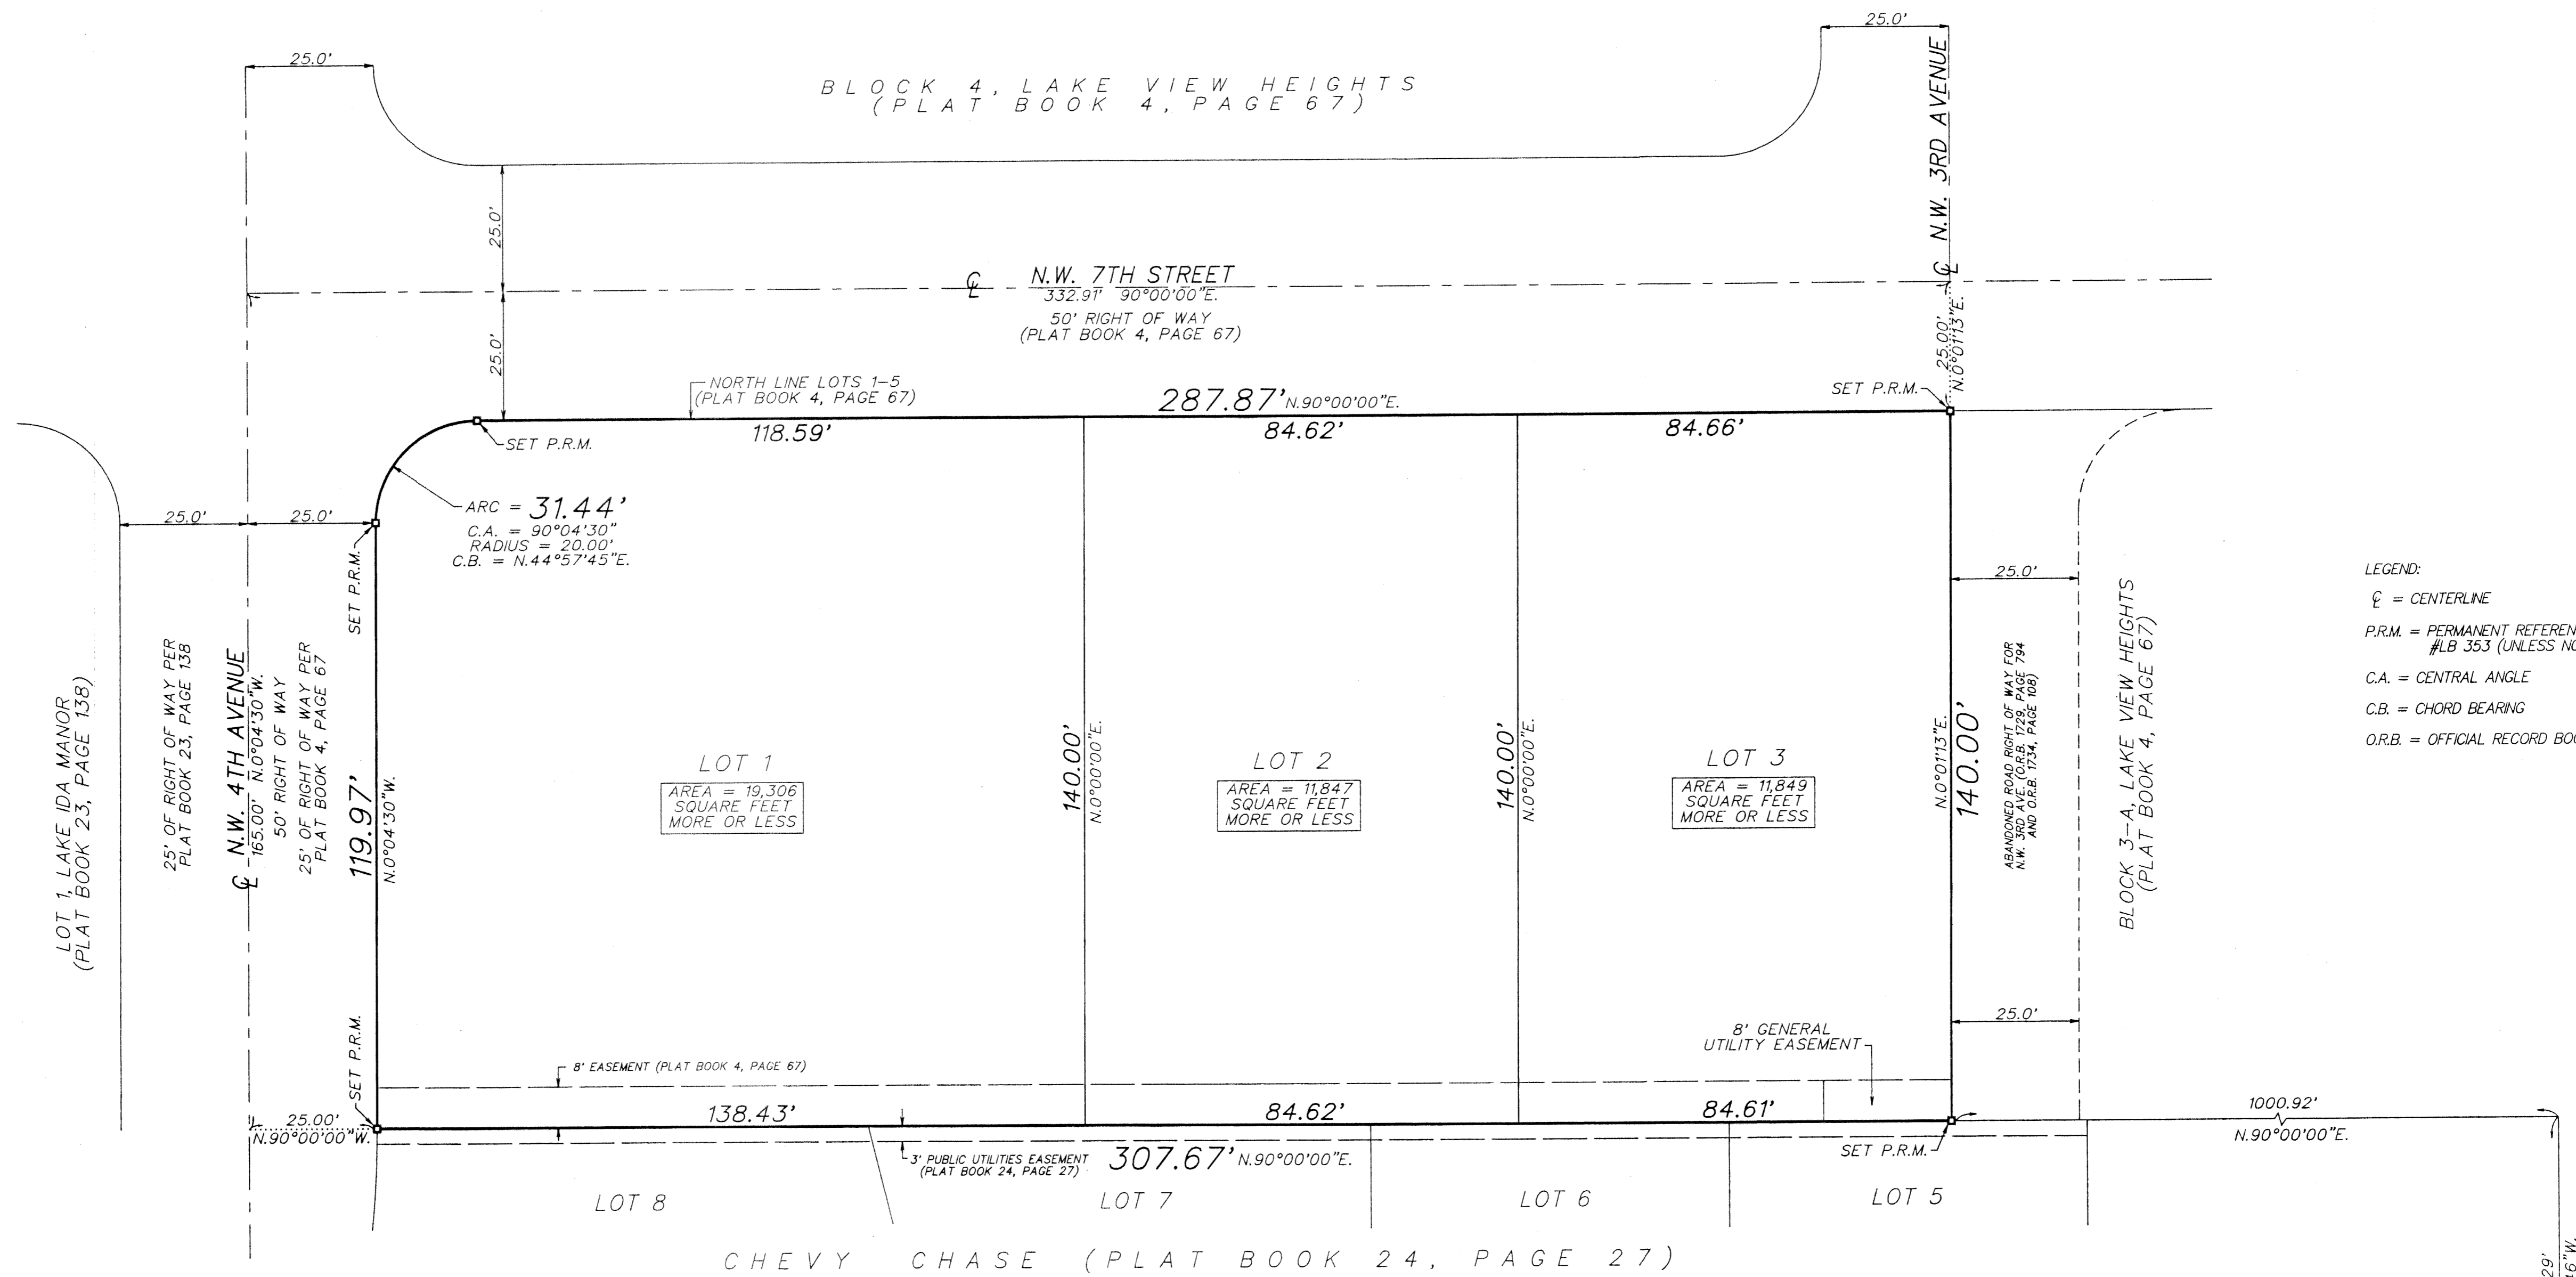 25.0'
25.0'
BLOCK 4, LAKE VIEW HEIGHTS
(PLAT BOOK 4, PAGE 67)
℄ N.W. 3RD AVENUE
25.0'
25.0'
℄ N.W. 7TH STREET
332.91' 90°00'00"E.
50' RIGHT OF WAY
(PLAT BOOK 4, PAGE 67)
25.00'
N.0°01'13"E.
NORTH LINE LOTS 1-5
(PLAT BOOK 4, PAGE 67)
287.87' N.90°00'00"E.
SET P.R.M.
118.59'
84.62'
84.66'
SET P.R.M.
25.0'
25.0'
ARC = 31.44'
C.A. = 90°04'30"
RADIUS = 20.00'
C.B. = N.44°57'45"E.
SET P.R.M.
25.0'
LEGEND:
℄ = CENTERLINE
P.R.M. = PERMANENT REFEREN
#LB 353 (UNLESS NO
C.A. = CENTRAL ANGLE
C.B. = CHORD BEARING
O.R.B. = OFFICIAL RECORD BOO
LOT 1, LAKE IDA MANOR
(PLAT BOOK 23, PAGE 138)
25' OF RIGHT OF WAY PER
PLAT BOOK 23, PAGE 138
℄ N.W. 4TH AVENUE
165.00' N.0°04'30"W.
50' RIGHT OF WAY
25' OF RIGHT OF WAY PER
PLAT BOOK 4, PAGE 67
119.97'
N.0°04'30"W.
LOT 1
AREA = 19,306
SQUARE FEET
MORE OR LESS
140.00'
N.0°00'00"E.
LOT 2
AREA = 11,847
SQUARE FEET
MORE OR LESS
140.00'
N.0°00'00"E.
LOT 3
AREA = 11,849
SQUARE FEET
MORE OR LESS
N.0°01'13"E.
140.00'
ABANDONED ROAD RIGHT OF WAY FOR
N.W. 3RD AVE. (O.R.B. 1729, PAGE 794
AND O.R.B. 1734, PAGE 108)
BLOCK 3-A, LAKE VIEW HEIGHTS
(PLAT BOOK 4, PAGE 67)
25.0'
SET P.R.M.
8' EASEMENT (PLAT BOOK 4, PAGE 67)
8' GENERAL
UTILITY EASEMENT
25.00'
N.90°00'00"W.
138.43'
84.62'
84.61'
1000.92'
N.90°00'00"E.
3' PUBLIC UTILITIES EASEMENT
(PLAT BOOK 24, PAGE 27)
307.67' N.90°00'00"E.
SET P.R.M.
LOT 8
LOT 7
LOT 6
LOT 5
CHEVY CHASE (PLAT BOOK 24, PAGE 27)
29'
16"W.